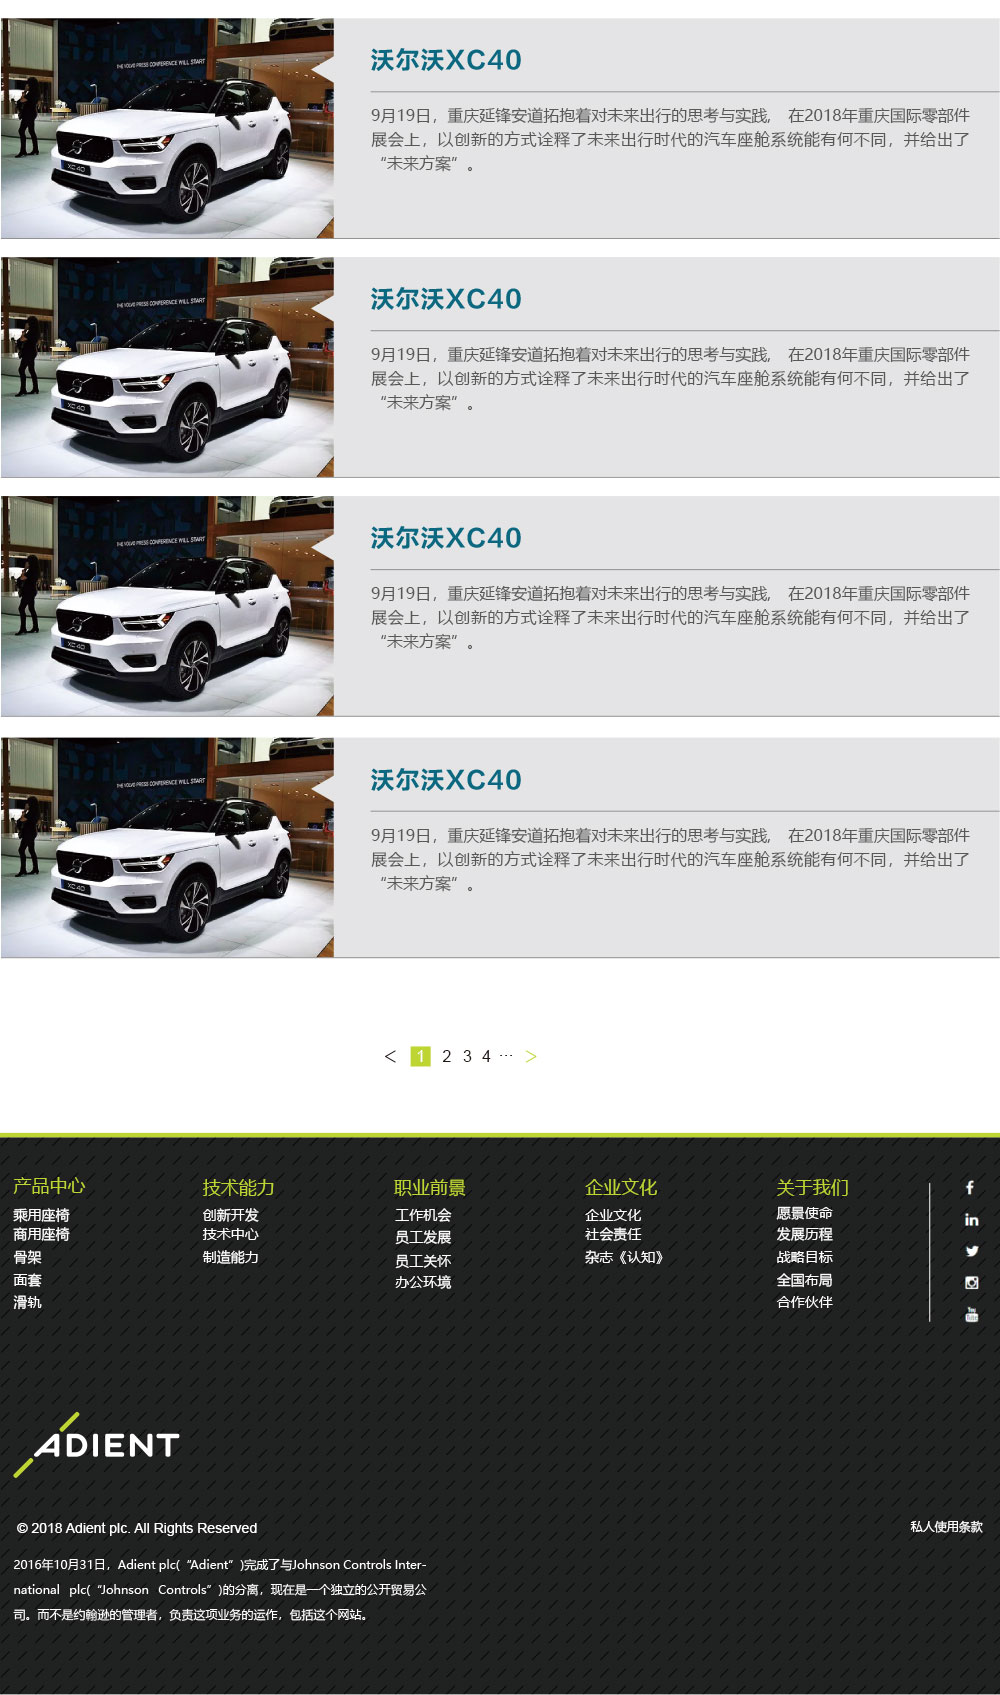 THE VOLVO PRESS CONFERENCE WILL START
XC 40
沃尔沃XC40
9月19日，重庆延锋安道拓抱着对未来出行的思考与实践， 在2018年重庆国际零部件
展会上，以创新的方式诠释了未来出行时代的汽车座舱系统能有何不同，并给出了
“未来方案”。
THE VOLVO PRESS CONFERENCE WILL START
XC 40
沃尔沃XC40
9月19日，重庆延锋安道拓抱着对未来出行的思考与实践， 在2018年重庆国际零部件
展会上，以创新的方式诠释了未来出行时代的汽车座舱系统能有何不同，并给出了
“未来方案”。
THE VOLVO PRESS CONFERENCE WILL START
XC 40
沃尔沃XC40
9月19日，重庆延锋安道拓抱着对未来出行的思考与实践， 在2018年重庆国际零部件
展会上，以创新的方式诠释了未来出行时代的汽车座舱系统能有何不同，并给出了
“未来方案”。
THE VOLVO PRESS CONFERENCE WILL START
XC 40
沃尔沃XC40
9月19日，重庆延锋安道拓抱着对未来出行的思考与实践， 在2018年重庆国际零部件
展会上，以创新的方式诠释了未来出行时代的汽车座舱系统能有何不同，并给出了
“未来方案”。
< 1 2 3 4 ··· >
产品中心
乘用座椅
商用座椅
骨架
面套
滑轨
技术能力
创新开发
技术中心
制造能力
职业前景
工作机会
员工发展
员工关怀
办公环境
企业文化
企业文化
社会责任
杂志《认知》
关于我们
愿景使命
发展历程
战略目标
全国布局
合作伙伴
f
in
You
Tube
ADIENT
© 2018 Adient plc. All Rights Reserved
私人使用条款
2016年10月31日，Adient plc(“Adient”)完成了与Johnson Controls Inter-
national plc(“Johnson Controls”)的分离，现在是一个独立的公开贸易公
司。而不是约翰逊的管理者，负责这项业务的运作，包括这个网站。